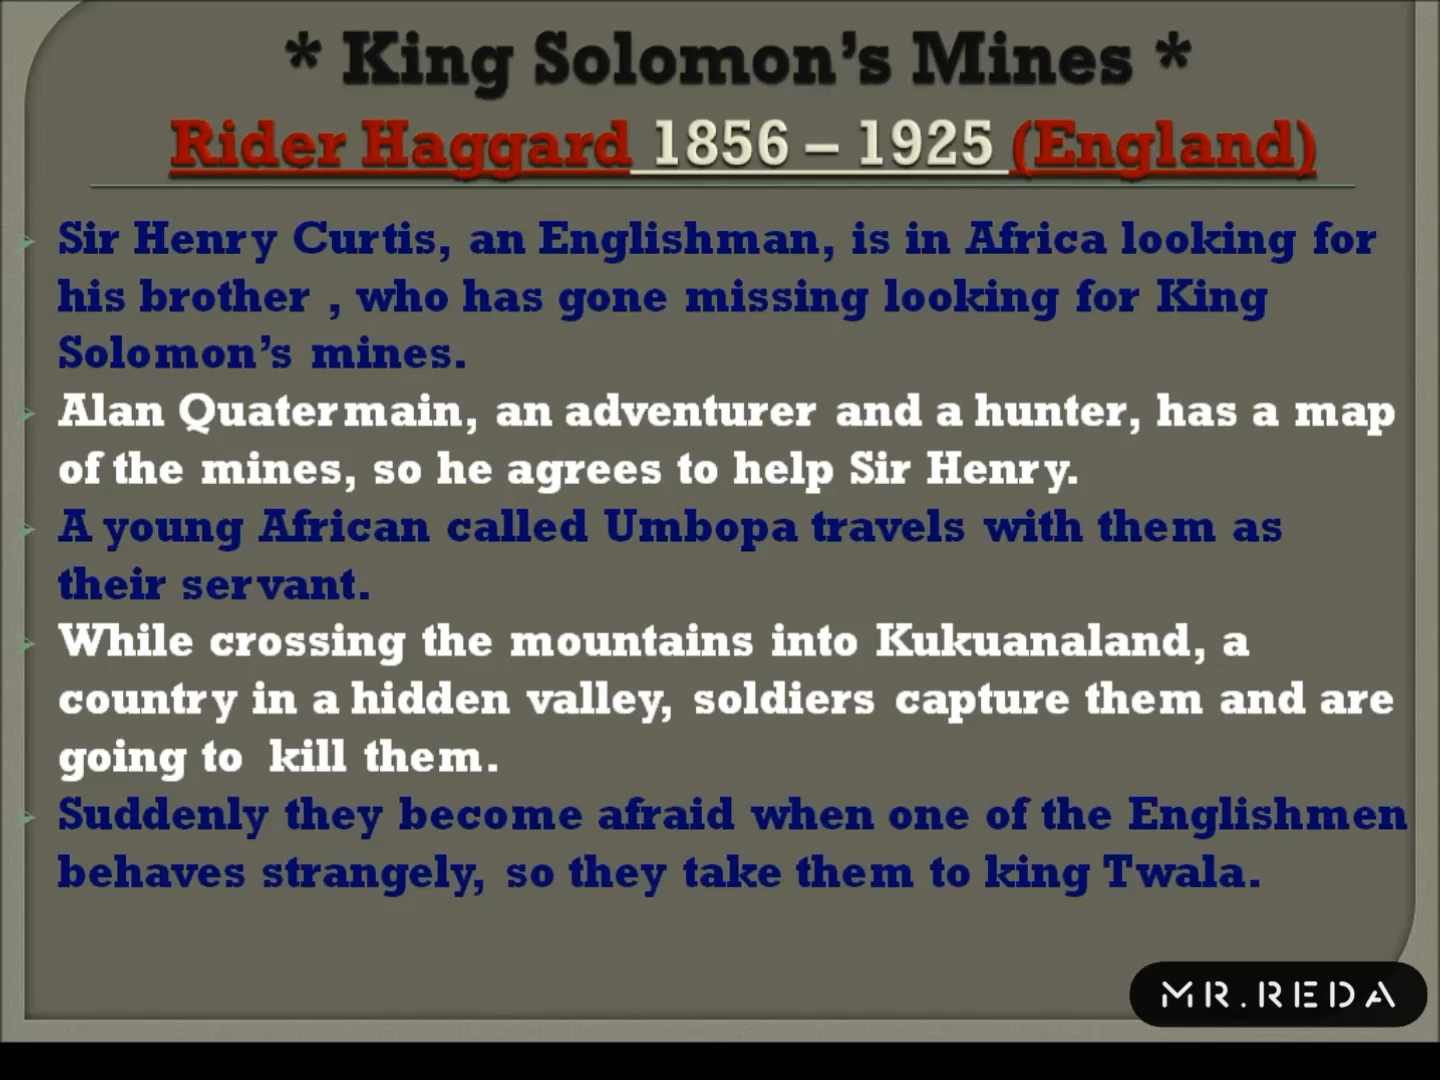 * King Solomon's Mines *
Rider Haggard 1856 – 1925 (England)
Sir Henry Curtis, an Englishman, is in Africa looking for
his brother , who has gone missing looking for King
Solomon's mines.
Alan Quatermain, an adventurer and a hunter, has a map
of the mines, so he agrees to help Sir Henry.
A young African called Umbopa travels with them as
their servant.
While crossing the mountains into Kukuanaland, a
country in a hidden valley, soldiers capture them and are
going to kill them.
Suddenly they become afraid when one of the Englishmen
behaves strangely, so they take them to king Twala.
MR.REDA